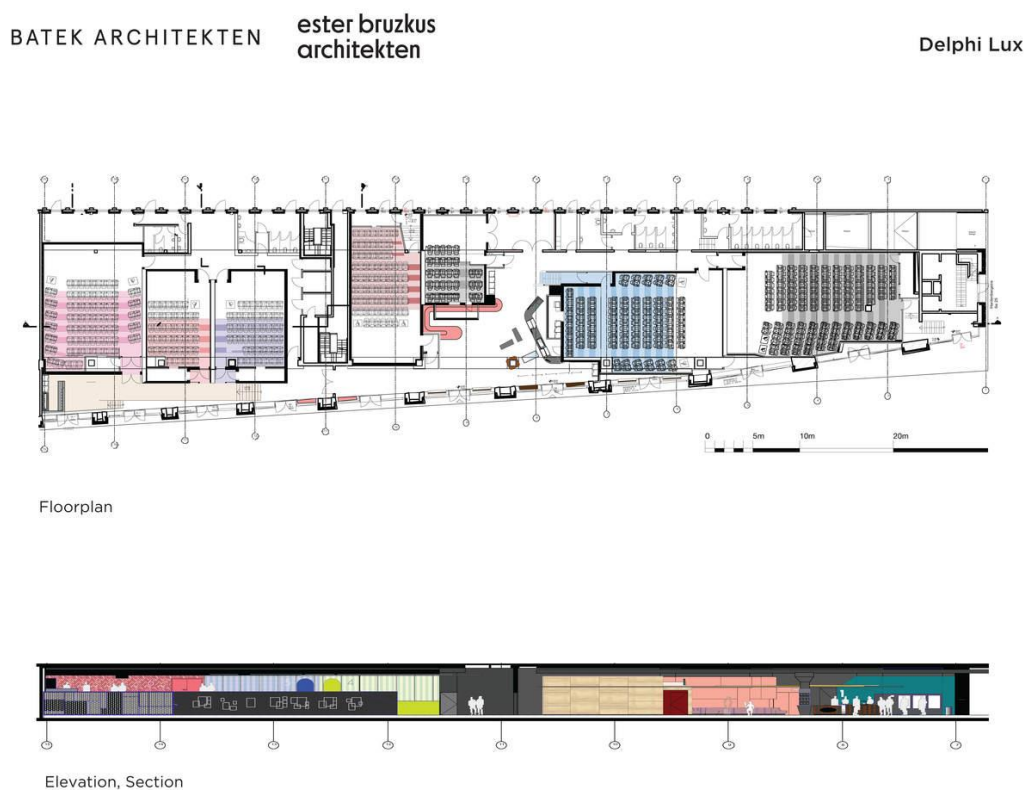 BATEK ARCHITEKTEN
ester bruzkus
architekten
Delphi Lux
0 5m 10m 20m
Floorplan
Elevation, Section